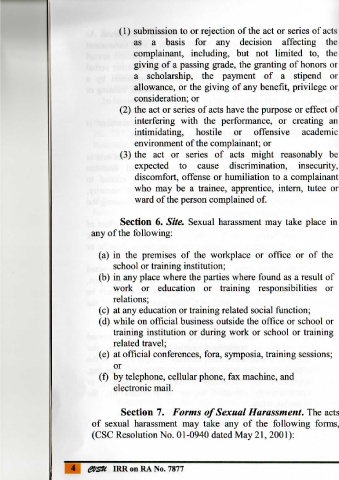 (1) submission to or rejection of the act or series of acts
as a basis for any decision affecting the
complainant, including, but not limited to, the
giving of a passing grade, the granting of honors or
a scholarship, the payment of a stipend or
allowance, or the giving of any benefit, privilege or
consideration; or
(2) the act or series of acts have the purpose or effect of
interfering with the performance, or creating an
intimidating, hostile or offensive academic
environment of the complainant; or
(3) the act or series of acts might reasonably be
expected to cause discrimination, insecurity,
discomfort, offense or humiliation to a complainant
who may be a trainee, apprentice, intern, tutee or
ward of the person complained of.
Section 6. Site. Sexual harassment may take place in
any of the following:
(a) in the premises of the workplace or office or of the
school or training institution;
(b) in any place where the parties where found as a result of
work or education or training responsibilities or
relations;
(c) at any education or training related social function;
(d) while on official business outside the office or school or
training institution or during work or school or training
related travel;
(e) at official conferences, fora, symposia, training sessions;
or
(f) by telephone, cellular phone, fax machine, and
electronic mail.
Section 7. Forms of Sexual Harassment. The acts
of sexual harassment may take any of the following forms,
(CSC Resolution No. 01-0940 dated May 21, 2001):
4 IRR on RA No. 7877